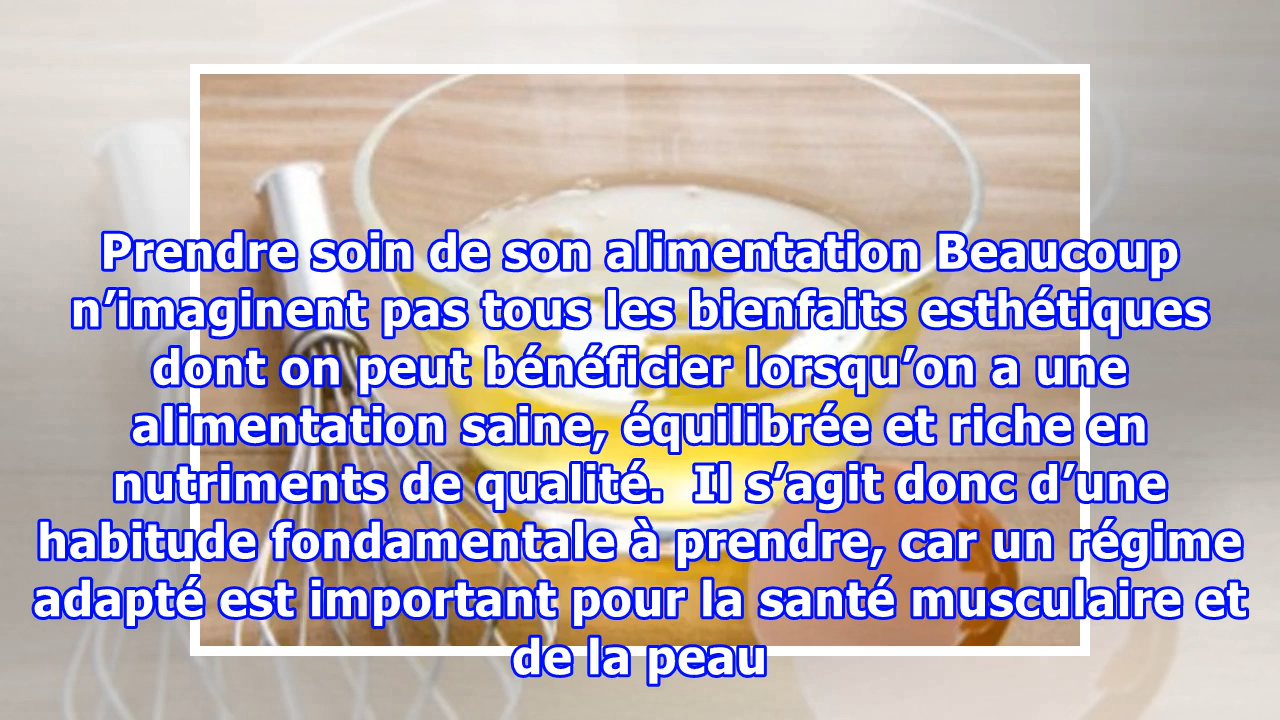 Prendre soin de son alimentation Beaucoup
n’imaginent pas tous les bienfaits esthétiques
dont on peut bénéficier lorsqu’on a une
alimentation saine, équilibrée et riche en
nutriments de qualité.  Il s’agit donc d’une
habitude fondamentale à prendre, car un régime
adapté est important pour la santé musculaire et
de la peau